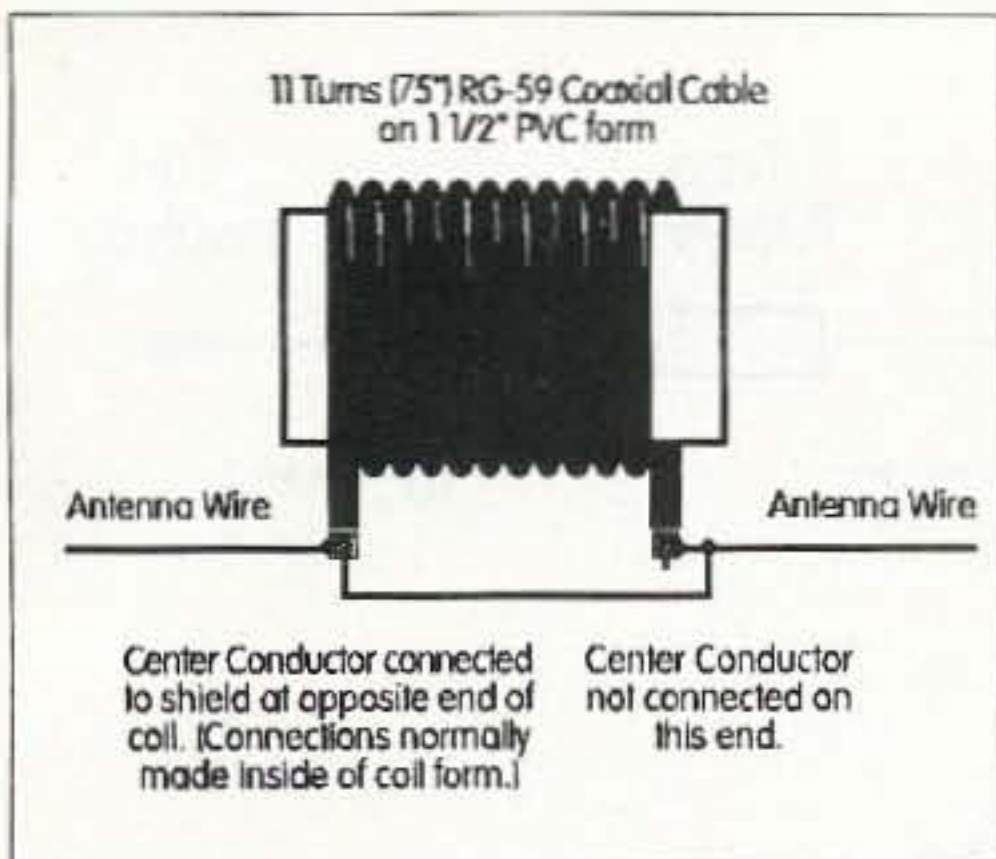 11 Turns (75") RG-59 Coaxial Cable
on 1 1/2" PVC form
Antenna Wire
Antenna Wire
Center Conductor connected
to shield at opposite end of
coil. (Connections normally
made inside of coil form.)
Center Conductor
not connected on
this end.